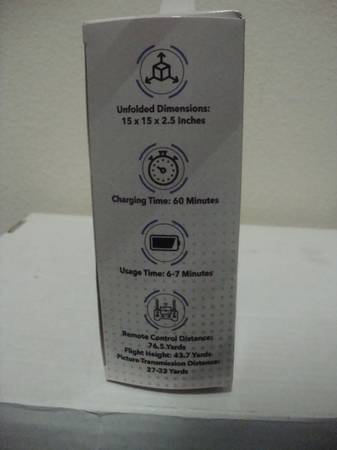 Unfolded Dimensions:
15 x 15 x 2.5 Inches
Charging Time: 60 Minutes
Usage Time: 6-7 Minutes
Remote Control Distance:
76.5 Yards
Flight Height: 43.7 Yards
Picture Transmission Distance:
27-33 Yards